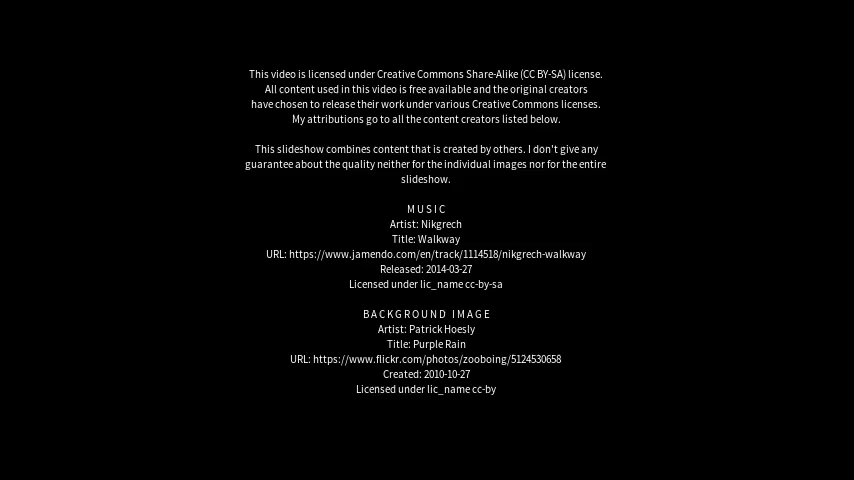 This video is licensed under Creative Commons Share-Alike (CC BY-SA) license.
All content used in this video is free available and the original creators
have chosen to release their work under various Creative Commons licenses.
My attributions go to all the content creators listed below.
This slideshow combines content that is created by others. I don't give any
guarantee about the quality neither for the individual images nor for the entire
slideshow.
MUSIC
Artist: Nikgrech
Title: Walkway
URL: https://www.jamendo.com/en/track/1114518/nikgrech-walkway
Released: 2014-03-27
Licensed under lic_name cc-by-sa
BACKGROUND IMAGE
Artist: Patrick Hoesly
Title: Purple Rain
URL: https://www.flickr.com/photos/zooboing/5124530658
Created: 2010-10-27
Licensed under lic_name cc-by